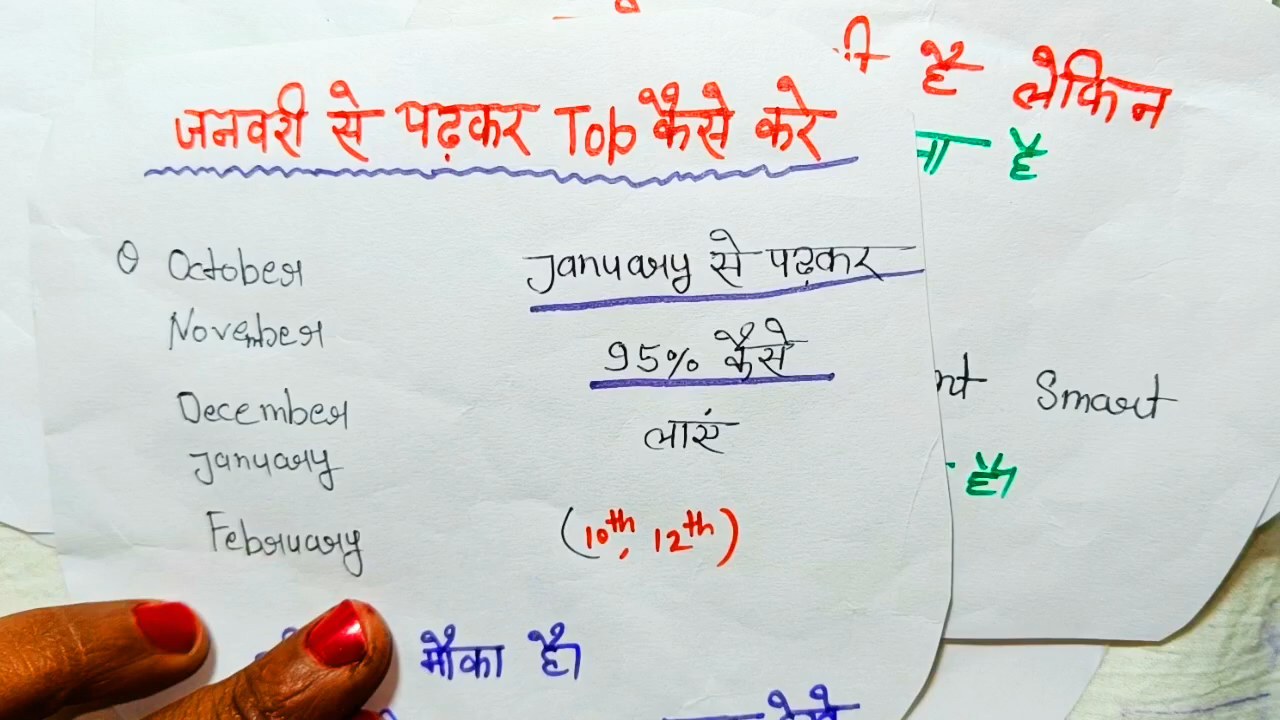 जनवरी से पढ़कर Top कैसे करे
October
November
December
January
February
January से पढ़कर
95% कैसे
लाएं
(10th, 12th)
मौका है।
है लेकिन
है
Smart
है।